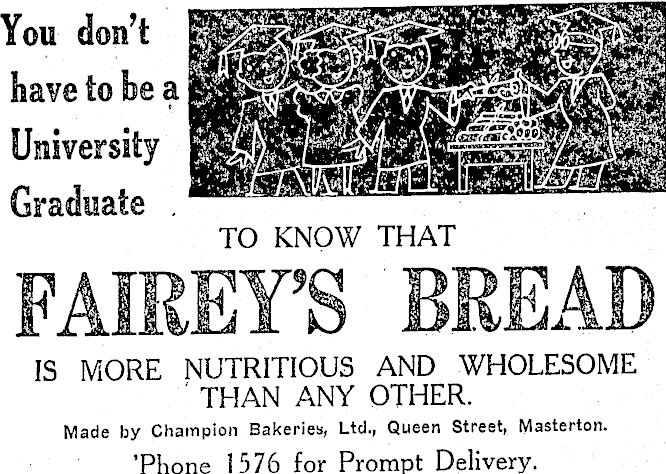 You don't
have to be a
University
Graduate
TO KNOW THAT
FAIREY'S BREAD
IS MORE NUTRITIOUS AND WHOLESOME
THAN ANY OTHER.
Made by Champion Bakeries, Ltd., Queen Street, Masterton.
'Phone 1576 for Prompt Delivery.